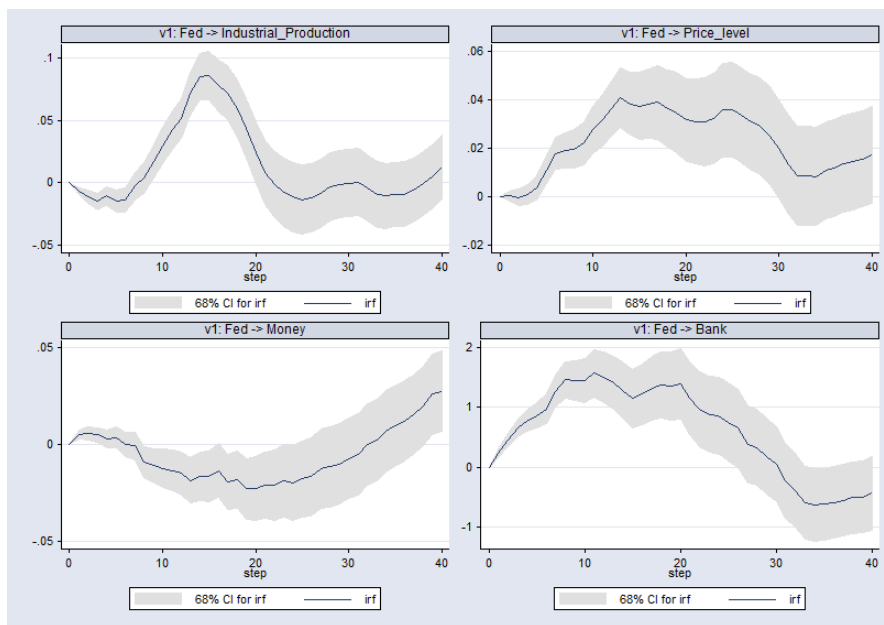 v1: Fed -> Industrial_Production
.1
.05
0
-.05
0 10 20 30 40
step
68% CI for irf irf
v1: Fed -> Price_level
.06
.04
.02
0
-.02
0 10 20 30 40
step
68% CI for irf irf
v1: Fed -> Money
.05
0
-.05
0 10 20 30 40
step
68% CI for irf irf
v1: Fed -> Bank
2
1
0
-1
0 10 20 30 40
step
68% CI for irf irf